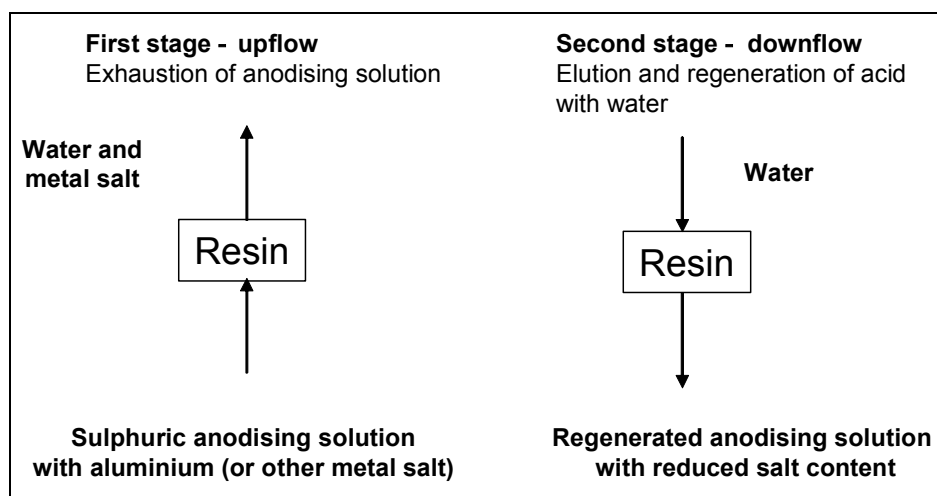 First stage - upflow
Exhaustion of anodising solution
Water and
metal salt
Resin
Sulphuric anodising solution
with aluminium (or other metal salt)
Second stage - downflow
Elution and regeneration of acid
with water
Water
Resin
Regenerated anodising solution
with reduced salt content